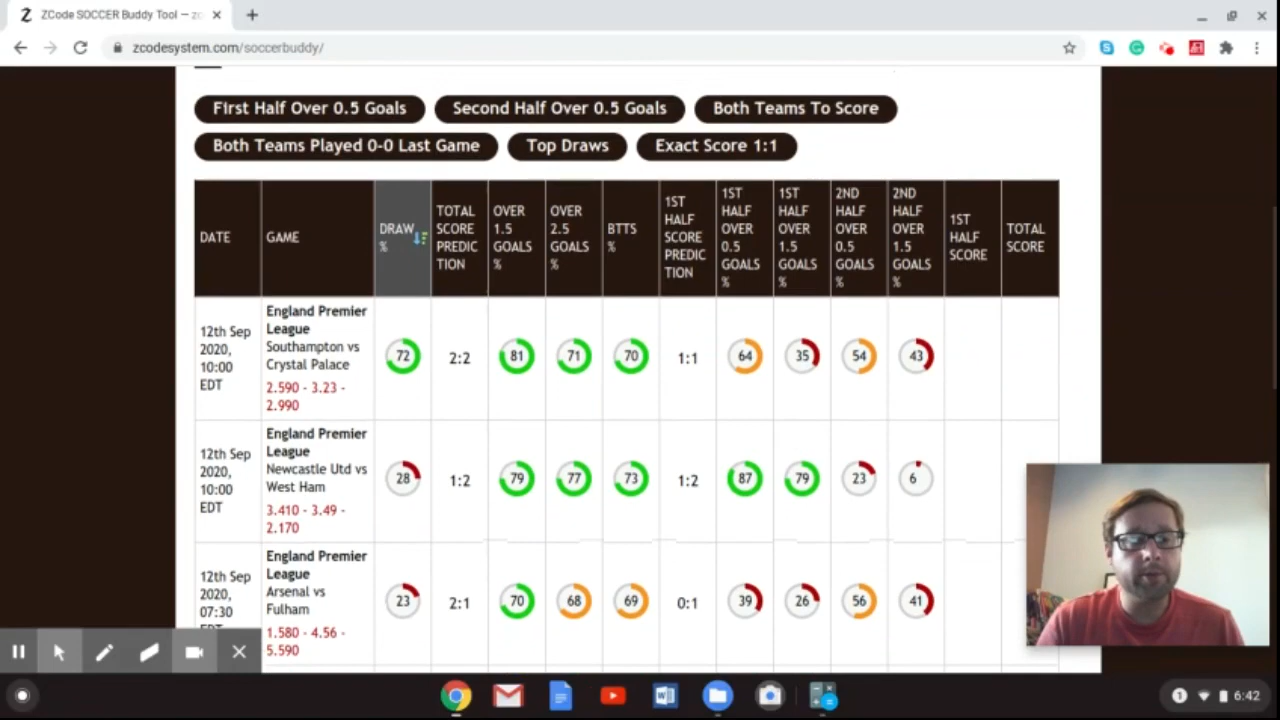 ZCode SOCCER Buddy Tool — zc
zcodesystem.com/soccerbuddy/
First Half Over 0.5 Goals
Second Half Over 0.5 Goals
Both Teams To Score
Both Teams Played 0-0 Last Game
Top Draws
Exact Score 1:1
DATE
GAME
DRAW
%
TOTAL
SCORE
PREDIC
TION
OVER
1.5
GOALS
%
OVER
2.5
GOALS
%
BTTS
%
1ST
HALF
SCORE
PREDIC
TION
1ST
HALF
OVER
0.5
GOALS
%
1ST
HALF
OVER
1.5
GOALS
%
2ND
HALF
OVER
0.5
GOALS
%
2ND
HALF
OVER
1.5
GOALS
%
1ST
HALF
SCORE
TOTAL
SCORE
12th Sep
2020,
10:00
EDT
England Premier
League
Southampton vs
Crystal Palace
2.590 - 3.23 -
2.990
72
2:2
81
71
70
1:1
64
35
54
43
12th Sep
2020,
10:00
EDT
England Premier
League
Newcastle Utd vs
West Ham
3.410 - 3.49 -
2.170
28
1:2
79
77
73
1:2
87
79
23
6
12th Sep
2020,
07:30
EDT
England Premier
League
Arsenal vs
Fulham
1.580 - 4.56 -
5.590
23
2:1
70
68
69
0:1
39
26
56
41
1
6:42